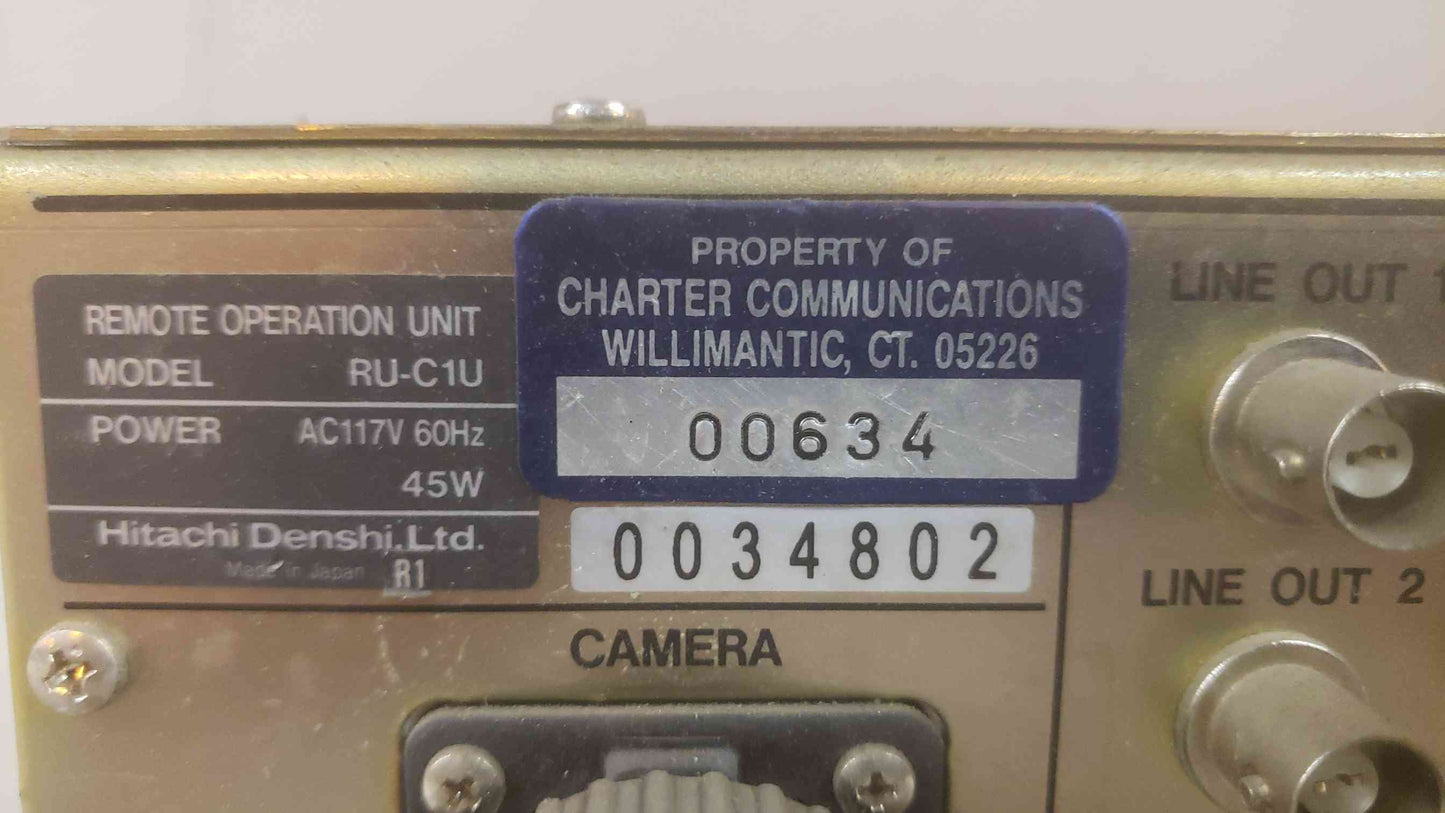 REMOTE OPERATION UNIT
MODEL RU-C1U
POWER AC117V 60Hz
45W
Hitachi Denshi,Ltd.
Made in Japan R1
PROPERTY OF
CHARTER COMMUNICATIONS
WILLIMANTIC, CT. 05226
00634
0034802
CAMERA
LINE OUT 1
LINE OUT 2